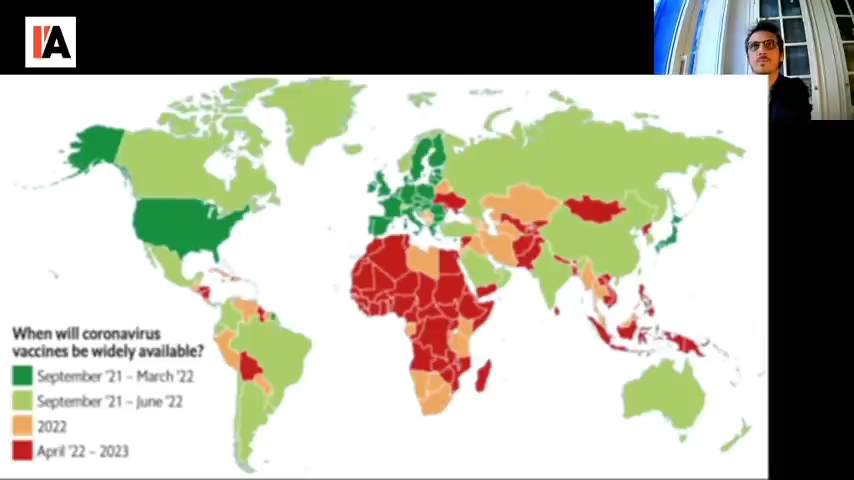 I'A
When will coronavirus
vaccines be widely available?
September '21 – March '22
September '21 – June '22
2022
April '22 – 2023